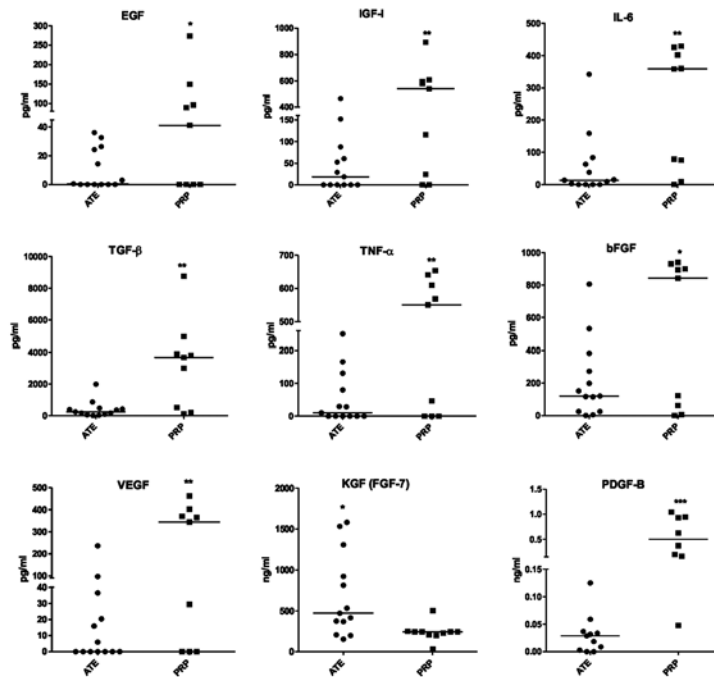 EGF
*
300
250
200
150
100
50
40
20
0
pg/ml
ATE
PRP
IGF-I
**
1000
800
600
400
200
150
100
50
0
pg/ml
ATE
PRP
IL-6
**
500
400
300
200
100
0
pg/ml
ATE
PRP
TGF-β
**
10000
8000
6000
4000
2000
0
pg/ml
ATE
PRP
TNF-α
**
700
600
500
200
100
0
pg/ml
ATE
PRP
bFGF
*
1000
800
600
400
200
0
pg/ml
ATE
PRP
VEGF
**
500
400
300
200
100
40
30
20
10
0
pg/ml
ATE
PRP
KGF (FGF-7)
*
2000
1500
1000
500
0
ng/ml
ATE
PRP
PDGF-B
***
1.5
1.0
0.5
0.15
0.10
0.05
0.00
ng/ml
ATE
PRP